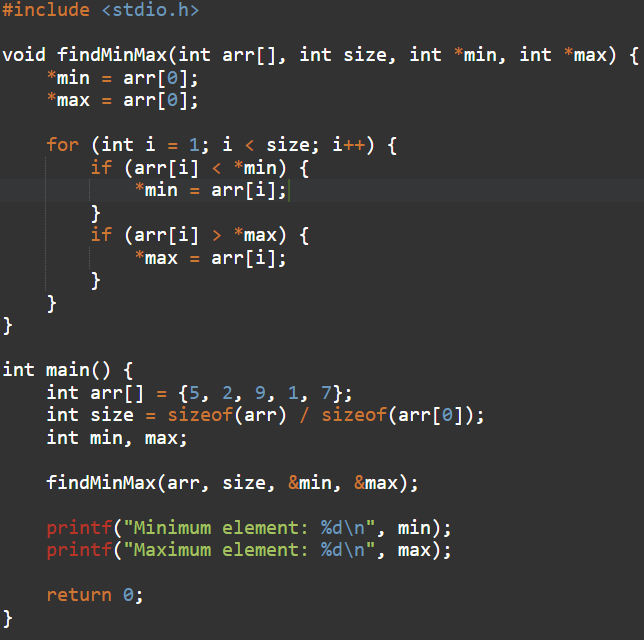 #include <stdio.h>

void findMinMax(int arr[], int size, int *min, int *max) {
    *min = arr[0];
    *max = arr[0];

    for (int i = 1; i < size; i++) {
        if (arr[i] < *min) {
            *min = arr[i];
        }
        if (arr[i] > *max) {
            *max = arr[i];
        }
    }
}

int main() {
    int arr[] = {5, 2, 9, 1, 7};
    int size = sizeof(arr) / sizeof(arr[0]);
    int min, max;

    findMinMax(arr, size, &min, &max);

    printf("Minimum element: %d\n", min);
    printf("Maximum element: %d\n", max);

    return 0;
}